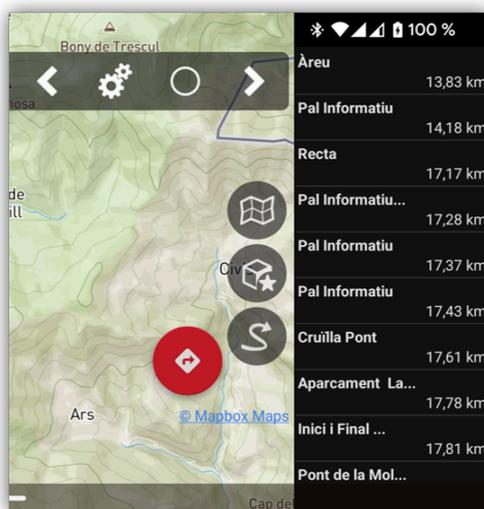 Bony de Trescul
nosa
de
ill
Civis
Ars
© Mapbox Maps
Cap del
100 %
Àreu
13,83 km
Pal Informatiu
14,18 km
Recta
17,17 km
Pal Informatiu...
17,28 km
Pal Informatiu
17,37 km
Pal Informatiu
17,43 km
Cruïlla Pont
17,61 km
Aparcament La...
17,78 km
Inici i Final ...
17,81 km
Pont de la Mol...